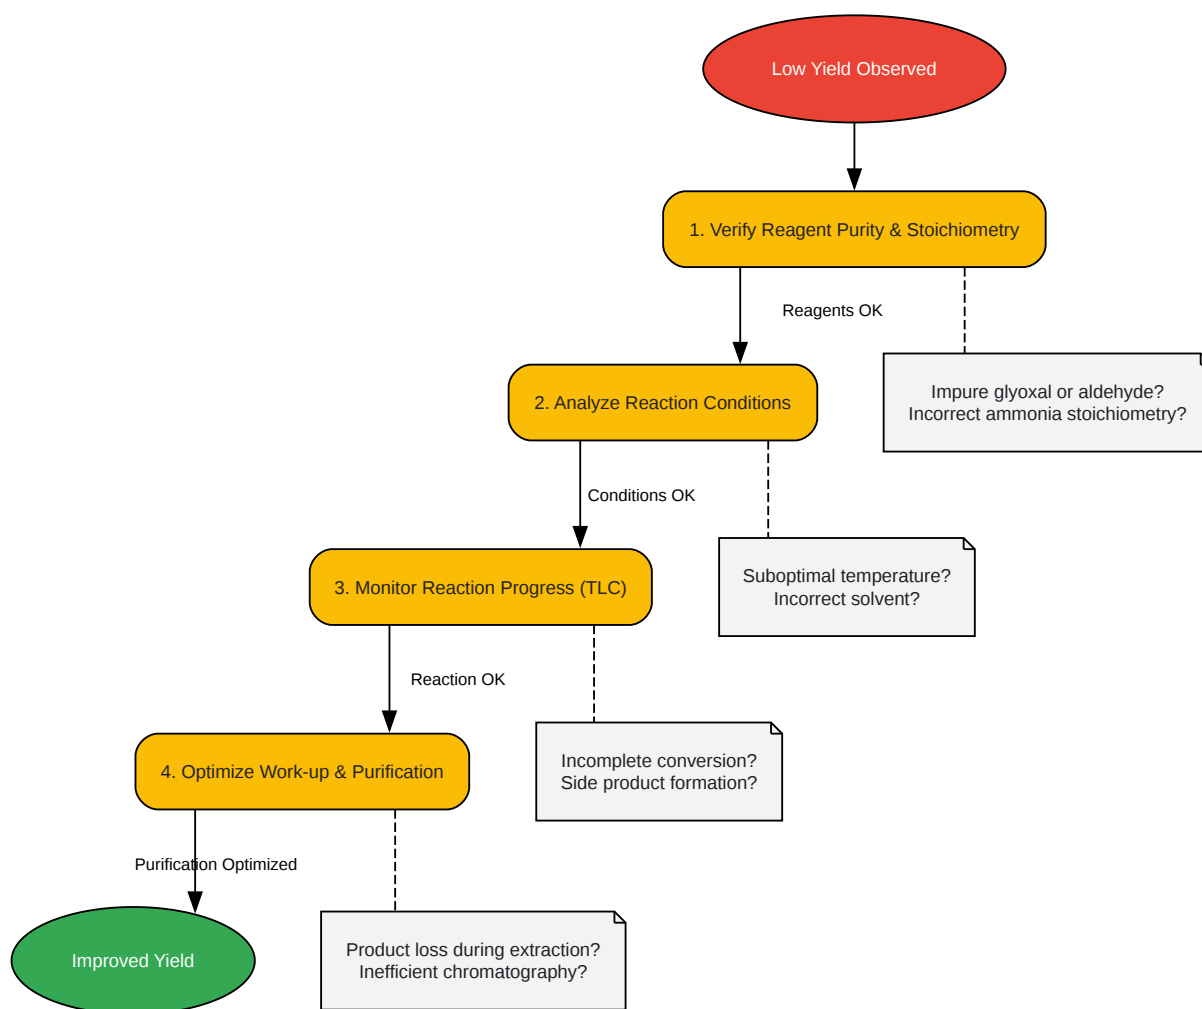 Low Yield Observed
1. Verify Reagent Purity & Stoichiometry
Reagents OK
Impure glyoxal or aldehyde?
Incorrect ammonia stoichiometry?
2. Analyze Reaction Conditions
Conditions OK
Suboptimal temperature?
Incorrect solvent?
3. Monitor Reaction Progress (TLC)
Reaction OK
Incomplete conversion?
Side product formation?
4. Optimize Work-up & Purification
Purification Optimized
Product loss during extraction?
Inefficient chromatography?
Improved Yield